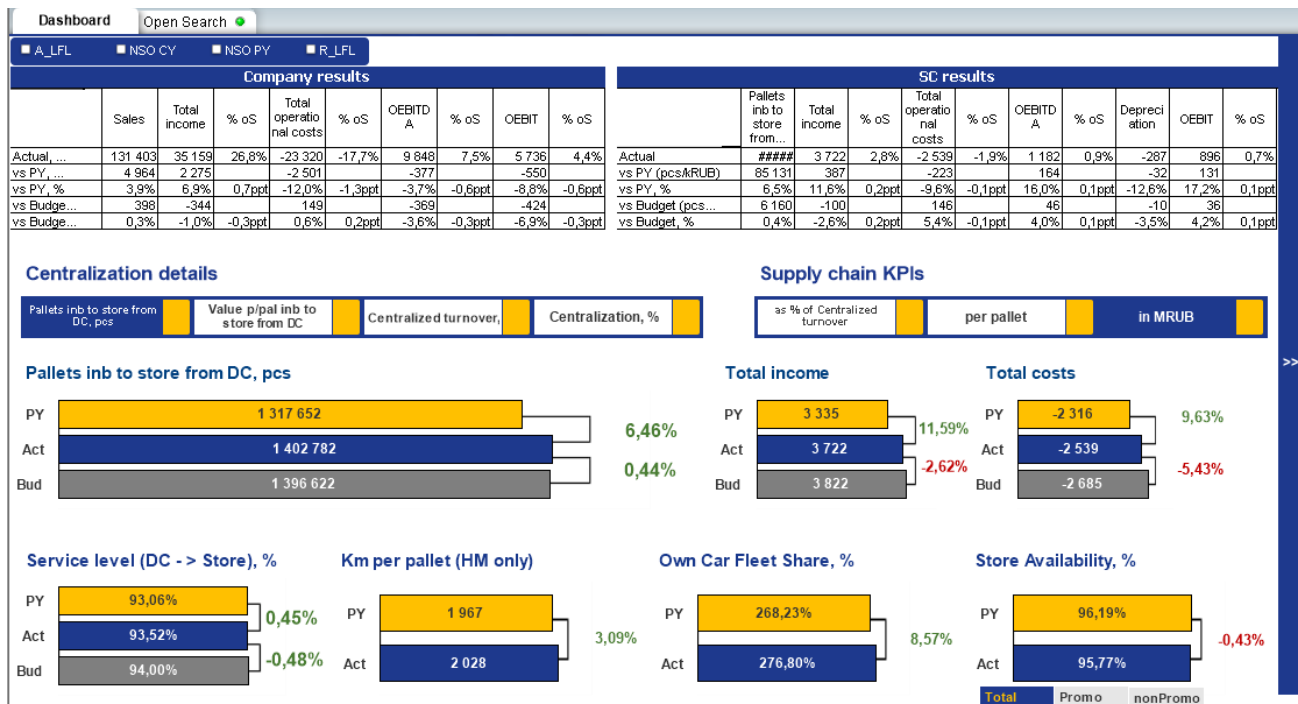 Dashboard Open Search
A_LFL NSO CY NSO PY R_LFL
Company results
Sales Total income % oS Total operatio nal costs % oS OEBITD A % oS OEBIT % oS
Actual, ... 131 403 35 159 26,8% -23 320 -17,7% 9 848 7,5% 5 736 4,4%
vs PY, ... 4 964 2 275 -2 501 -377 -550
vs PY, % 3,9% 6,9% 0,7ppt -12,0% -1,3ppt -3,7% -0,6ppt -8,8% -0,6ppt
vs Budge... 398 -344 149 -369 -424
vs Budge... 0,3% -1,0% -0,3ppt 0,6% 0,2ppt -3,6% -0,3ppt -6,9% -0,3ppt
SC results
Pallets inb to store from... Total income % oS Total operatio nal costs % oS OEBITD A % oS Depreci ation OEBIT % oS
Actual ##### 3 722 2,8% -2 539 -1,9% 1 182 0,9% -287 896 0,7%
vs PY (pcs/kRUB) 85 131 387 -223 164 -32 131
vs PY, % 6,5% 11,6% 0,2ppt -9,6% -0,1ppt 16,0% 0,1ppt -12,6% 17,2% 0,1ppt
vs Budget (pcs... 6 160 -100 146 46 -10 36
vs Budget, % 0,4% -2,6% 0,2ppt 5,4% -0,1ppt 4,0% 0,1ppt -3,5% 4,2% 0,1ppt
Centralization details
Pallets inb to store from DC, pcs
Value p/pal inb to store from DC
Centralized turnover,
Centralization, %
Supply chain KPIs
as % of Centralized turnover
per pallet
in MRUB
>>
Pallets inb to store from DC, pcs
PY 1 317 652
Act 1 402 782
Bud 1 396 622
6,46%
0,44%
Total income
PY 3 335
Act 3 722
Bud 3 822
11,59%
-2,62%
Total costs
PY -2 316
Act -2 539
Bud -2 685
9,63%
-5,43%
Service level (DC - > Store), %
PY 93,06%
Act 93,52%
Bud 94,00%
0,45%
-0,48%
Km per pallet (HM only)
PY 1 967
Act 2 028
3,09%
Own Car Fleet Share, %
PY 268,23%
Act 276,80%
8,57%
Store Availability, %
PY 96,19%
Act 95,77%
-0,43%
Total Promo nonPromo